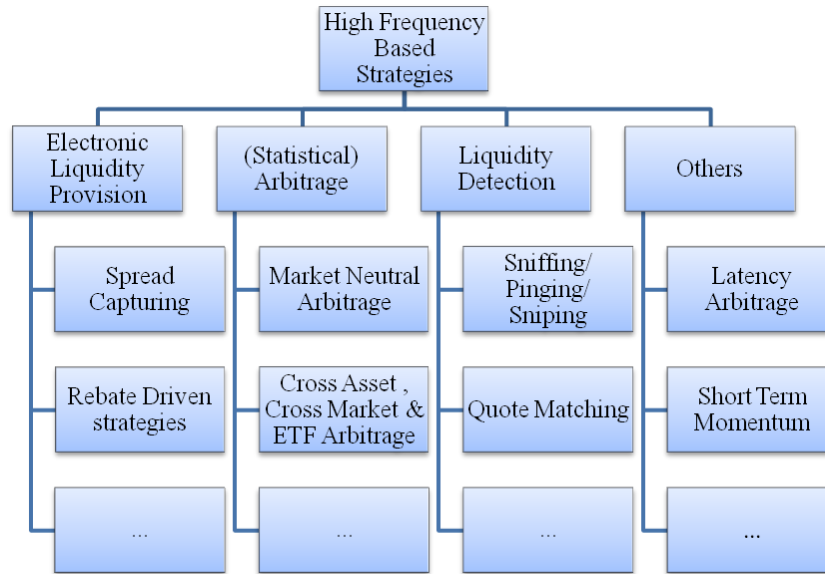 High Frequency
Based
Strategies
Electronic
Liquidity
Provision
(Statistical)
Arbitrage
Liquidity
Detection
Others
Spread
Capturing
Market Neutral
Arbitrage
Sniffing/
Pinging/
Sniping
Latency
Arbitrage
Rebate Driven
strategies
Cross Asset ,
Cross Market &
ETF Arbitrage
Quote Matching
Short Term
Momentum
...
...
...
...